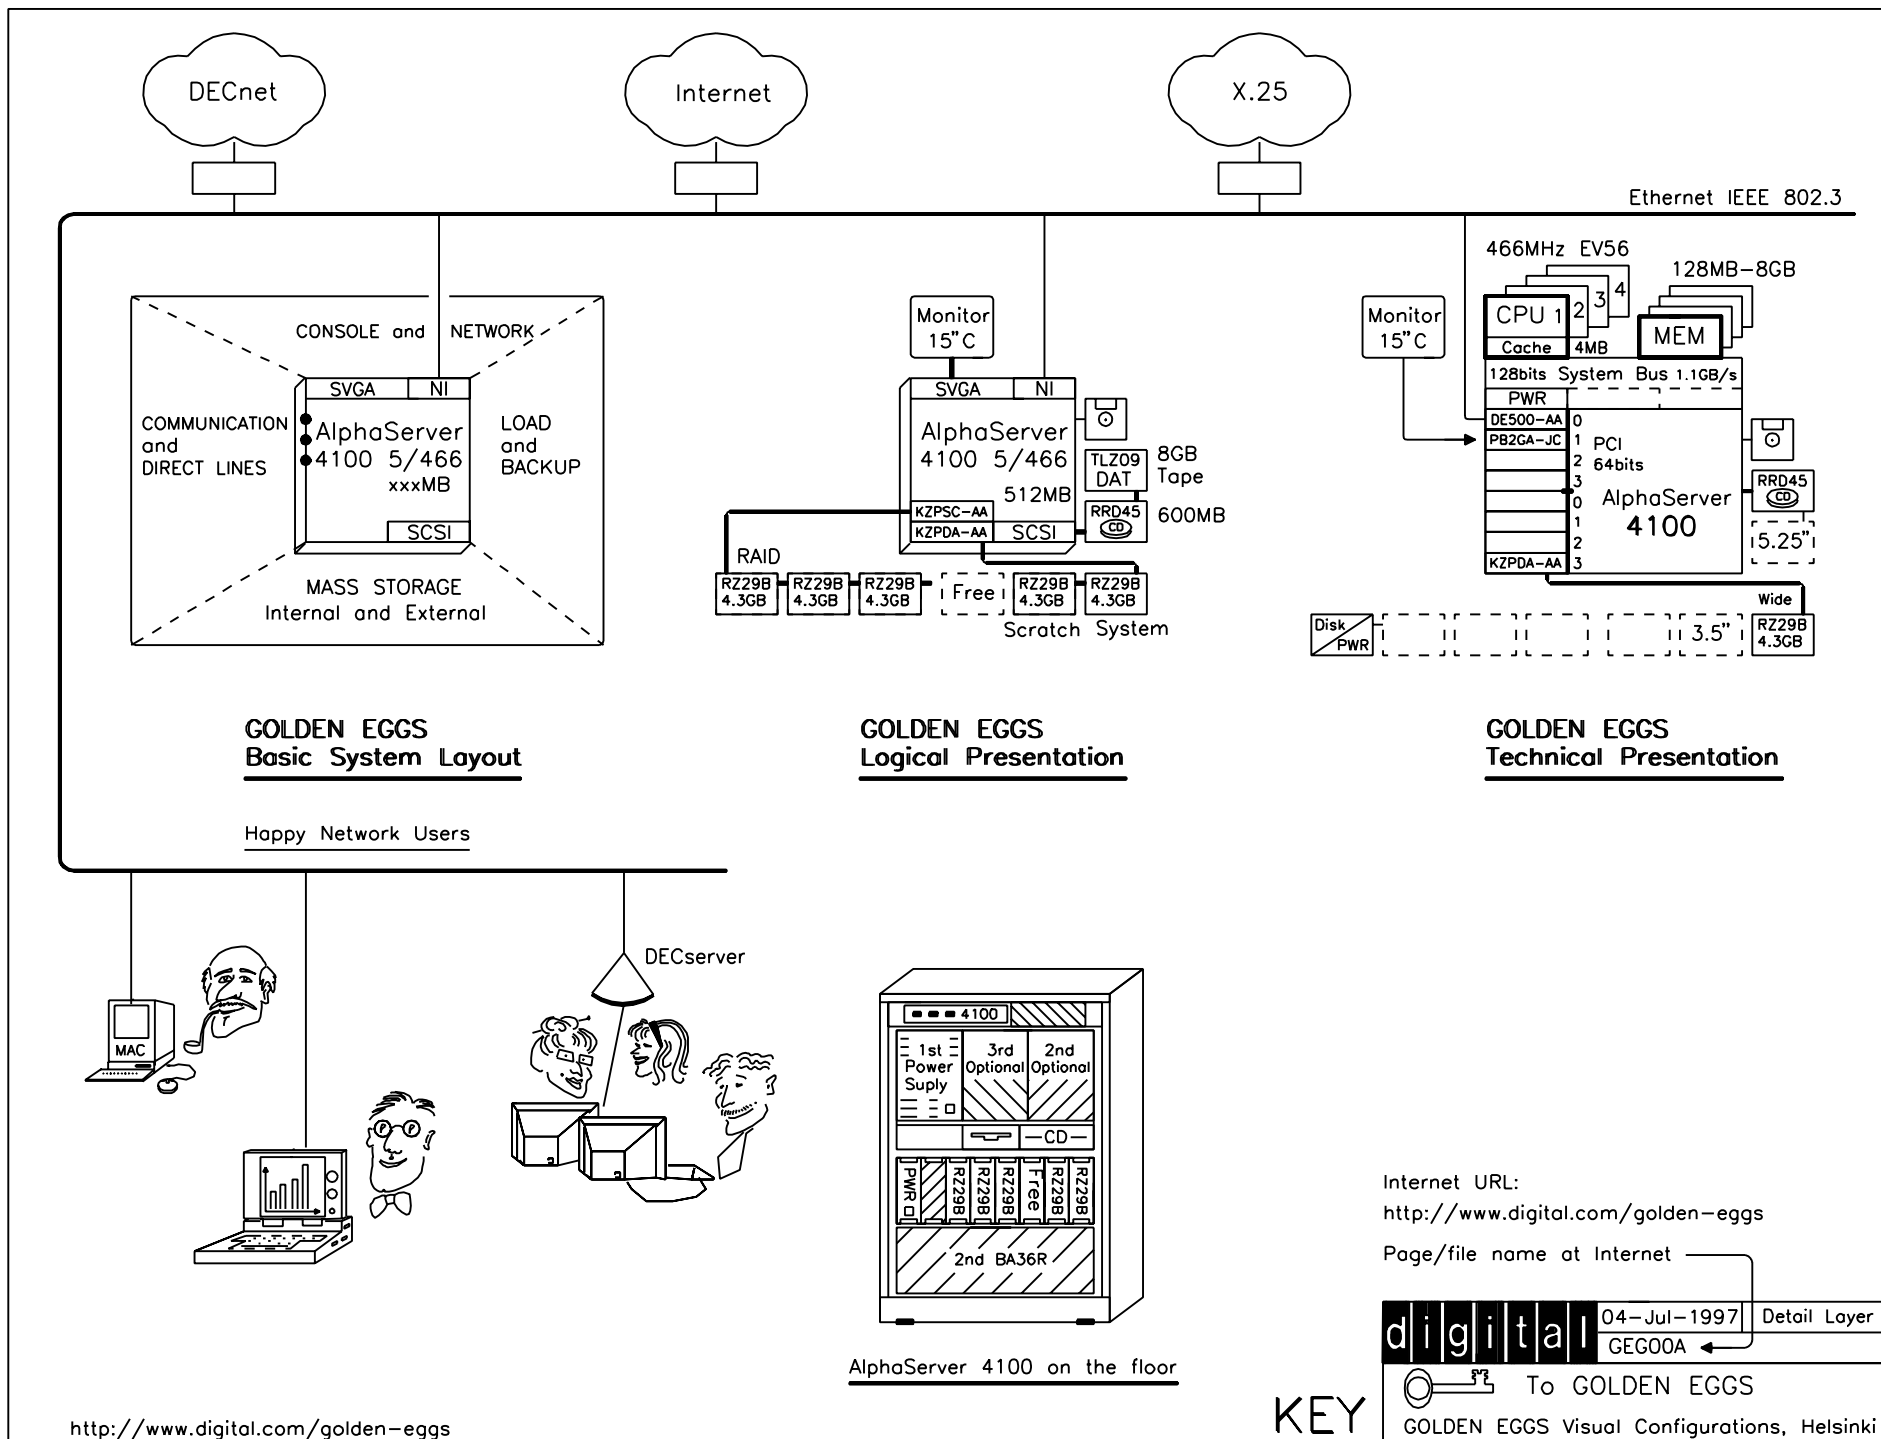 DECnet
Internet
X.25
Ethernet IEEE 802.3
CONSOLE and NETWORK
SVGA NI
COMMUNICATION
and
DIRECT LINES
AlphaServer
4100 5/466
xxxMB
SCSI
LOAD
and
BACKUP
MASS STORAGE
Internal and External
GOLDEN EGGS
Basic System Layout
Monitor
15"C
SVGA NI
AlphaServer
4100 5/466
512MB
KZPSC-AA
KZPDA-AA SCSI
TLZ09
DAT
8GB
Tape
RRD45
CD
600MB
RAID
RZ29B
4.3GB
RZ29B
4.3GB
RZ29B
4.3GB
Free
RZ29B
4.3GB
RZ29B
4.3GB
Scratch System
GOLDEN EGGS
Logical Presentation
466MHz EV56
128MB-8GB
Monitor
15"C
CPU 1 2 3 4
Cache 4MB
MEM
128bits System Bus 1.1GB/s
PWR
DE500-AA 0
PB2GA-JC 1
2
3
0
1
2
KZPDA-AA 3
PCI
64bits
AlphaServer
4100
RRD45
CD
5.25"
Wide
Disk
PWR
3.5"
RZ29B
4.3GB
GOLDEN EGGS
Technical Presentation
Happy Network Users
MAC
DECserver
4100
1st
Power
Suply
3rd
Optional
2nd
Optional
CD
PWR
RZ29B
RZ29B
RZ29B
Free
RZ29B
RZ29B
2nd BA36R
AlphaServer 4100 on the floor
Internet URL:
http://www.digital.com/golden-eggs
Page/file name at Internet
digital
04-Jul-1997 Detail Layer
GEG00A
KEY
To GOLDEN EGGS
GOLDEN EGGS Visual Configurations, Helsinki
http://www.digital.com/golden-eggs